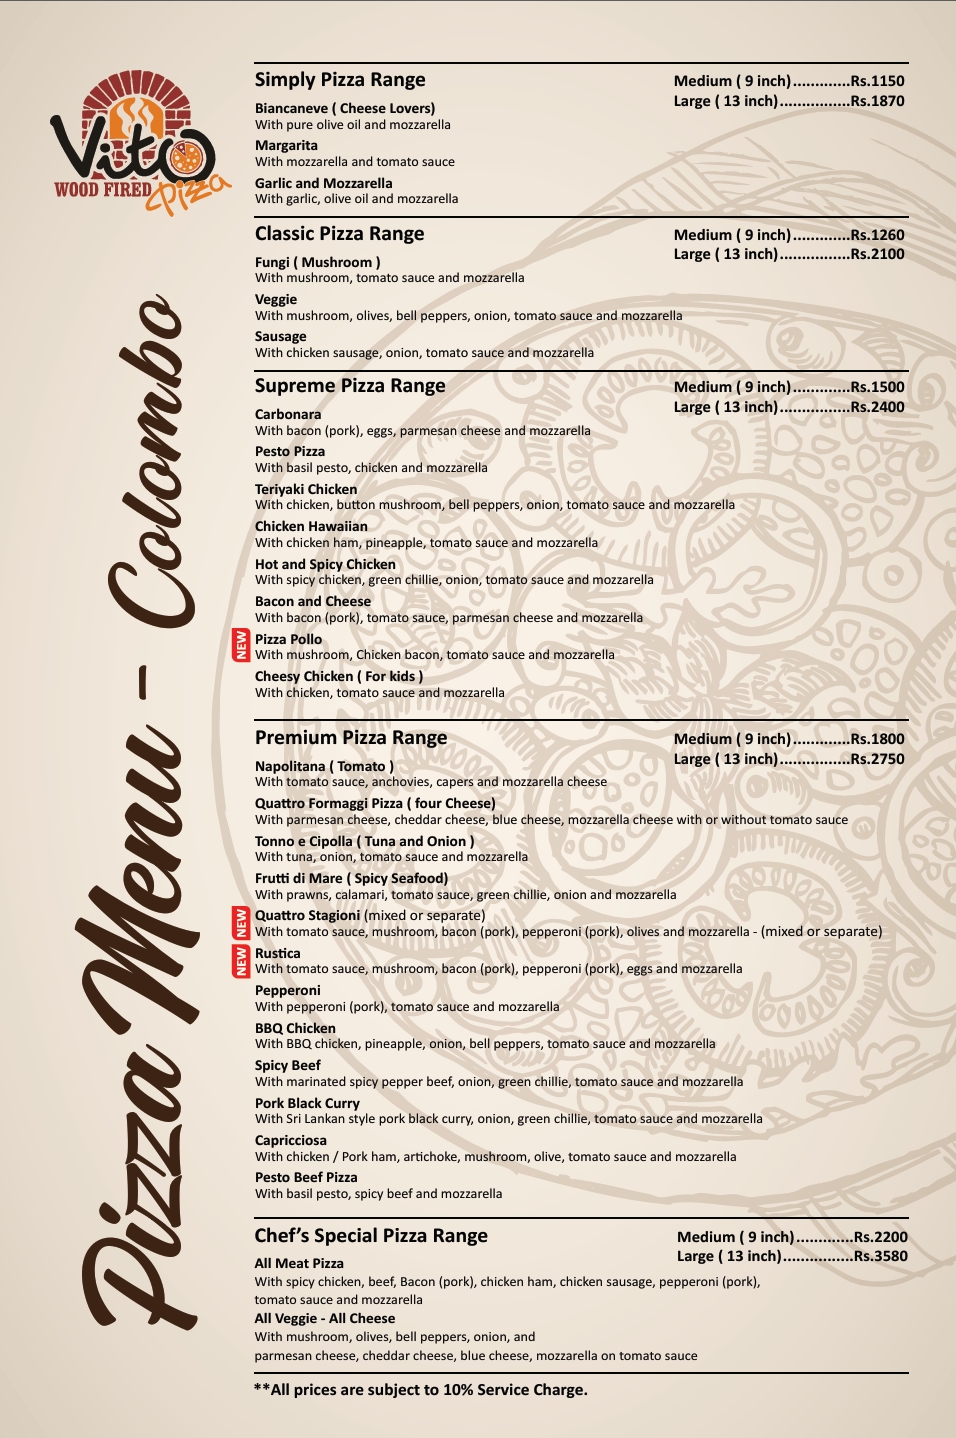 Vito
WOOD FIRED
Pizza
Pizza Menu - Colombo
Simply Pizza Range
Medium ( 9 inch).............Rs.1150
Large ( 13 inch)................Rs.1870
Biancaneve ( Cheese Lovers)
With pure olive oil and mozzarella
Margarita
With mozzarella and tomato sauce
Garlic and Mozzarella
With garlic, olive oil and mozzarella
Classic Pizza Range
Medium ( 9 inch).............Rs.1260
Large ( 13 inch)................Rs.2100
Fungi ( Mushroom )
With mushroom, tomato sauce and mozzarella
Veggie
With mushroom, olives, bell peppers, onion, tomato sauce and mozzarella
Sausage
With chicken sausage, onion, tomato sauce and mozzarella
Supreme Pizza Range
Medium ( 9 inch).............Rs.1500
Large ( 13 inch)................Rs.2400
Carbonara
With bacon (pork), eggs, parmesan cheese and mozzarella
Pesto Pizza
With basil pesto, chicken and mozzarella
Teriyaki Chicken
With chicken, button mushroom, bell peppers, onion, tomato sauce and mozzarella
Chicken Hawaiian
With chicken ham, pineapple, tomato sauce and mozzarella
Hot and Spicy Chicken
With spicy chicken, green chillie, onion, tomato sauce and mozzarella
Bacon and Cheese
With bacon (pork), tomato sauce, parmesan cheese and mozzarella
NEW
Pizza Pollo
With mushroom, Chicken bacon, tomato sauce and mozzarella
Cheesy Chicken ( For kids )
With chicken, tomato sauce and mozzarella
Premium Pizza Range
Medium ( 9 inch).............Rs.1800
Large ( 13 inch)................Rs.2750
Napolitana ( Tomato )
With tomato sauce, anchovies, capers and mozzarella cheese
Quattro Formaggi Pizza ( four Cheese)
With parmesan cheese, cheddar cheese, blue cheese, mozzarella cheese with or without tomato sauce
Tonno e Cipolla ( Tuna and Onion )
With tuna, onion, tomato sauce and mozzarella
Frutti di Mare ( Spicy Seafood)
With prawns, calamari, tomato sauce, green chillie, onion and mozzarella
NEW
Quattro Stagioni (mixed or separate)
With tomato sauce, mushroom, bacon (pork), pepperoni (pork), olives and mozzarella - (mixed or separate)
NEW
Rustica
With tomato sauce, mushroom, bacon (pork), pepperoni (pork), eggs and mozzarella
Pepperoni
With pepperoni (pork), tomato sauce and mozzarella
BBQ Chicken
With BBQ chicken, pineapple, onion, bell peppers, tomato sauce and mozzarella
Spicy Beef
With marinated spicy pepper beef, onion, green chillie, tomato sauce and mozzarella
Pork Black Curry
With Sri Lankan style pork black curry, onion, green chillie, tomato sauce and mozzarella
Capricciosa
With chicken / Pork ham, artichoke, mushroom, olive, tomato sauce and mozzarella
Pesto Beef Pizza
With basil pesto, spicy beef and mozzarella
Chef’s Special Pizza Range
Medium ( 9 inch).............Rs.2200
Large ( 13 inch)................Rs.3580
All Meat Pizza
With spicy chicken, beef, Bacon (pork), chicken ham, chicken sausage, pepperoni (pork),
tomato sauce and mozzarella
All Veggie - All Cheese
With mushroom, olives, bell peppers, onion, and
parmesan cheese, cheddar cheese, blue cheese, mozzarella on tomato sauce
**All prices are subject to 10% Service Charge.